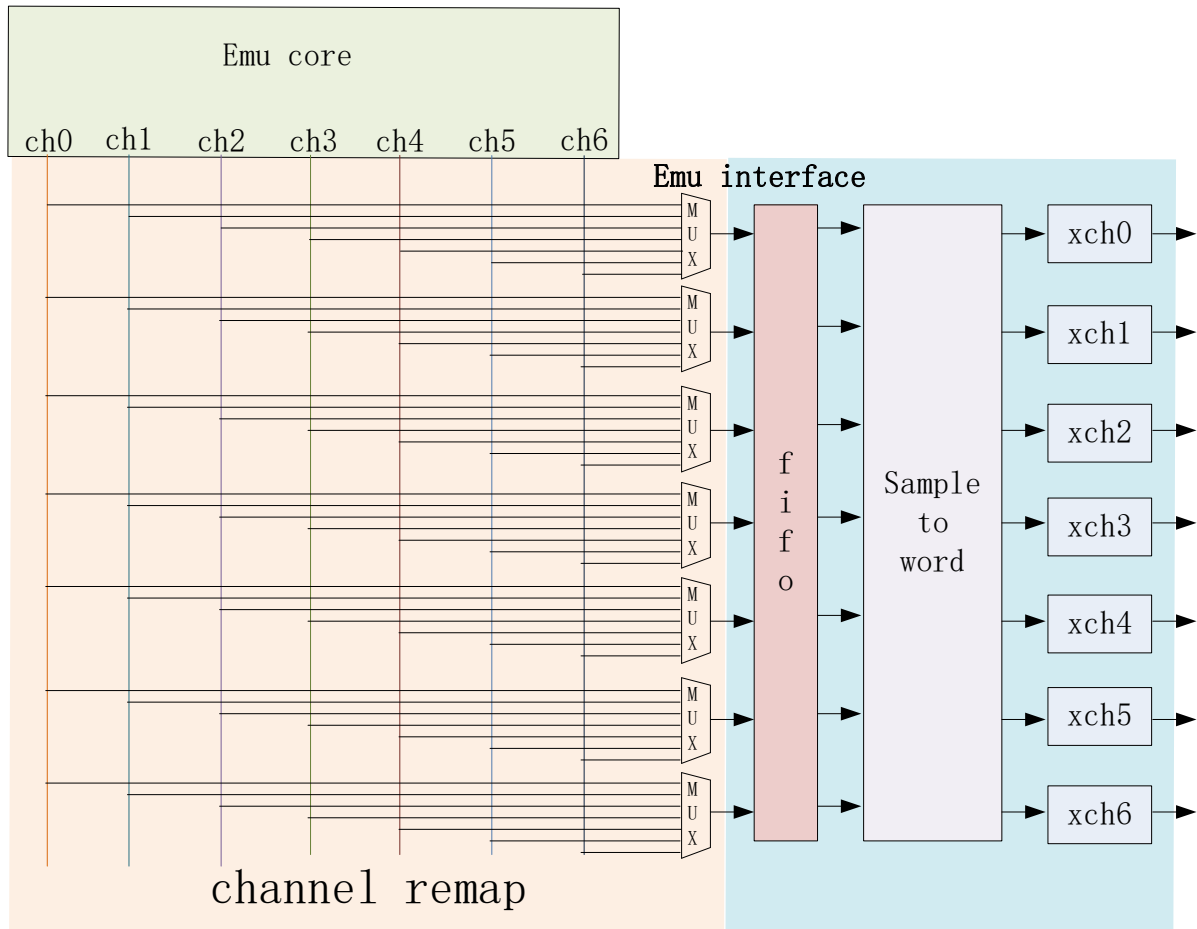 Emu core
ch0 ch1 ch2 ch3 ch4 ch5 ch6
Emu interface
M
U
X
M
U
X
M
U
X
M
U
X
M
U
X
M
U
X
M
U
X
f
i
f
o
Sample
to
word
xch0
xch1
xch2
xch3
xch4
xch5
xch6
channel remap